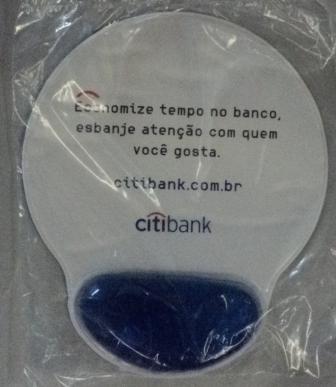 Economize tempo no banco,
esbanje atenção com quem
você gosta.
citibank.com.br
citibank